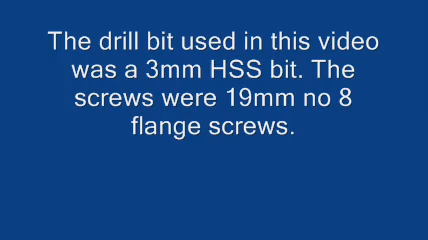 The drill bit used in this video
was a 3mm HSS bit. The
screws were 19mm no 8
flange screws.